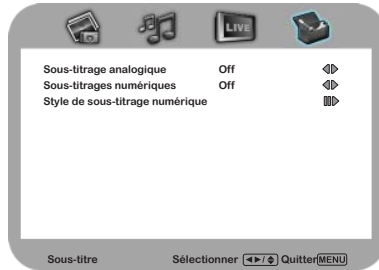 LIVE
Sous-titrage analogique Off
Sous-titrages numériques Off
Style de sous-titrage numérique
Sous-titre Sélectionner ◄►/♦ Quitter MENU